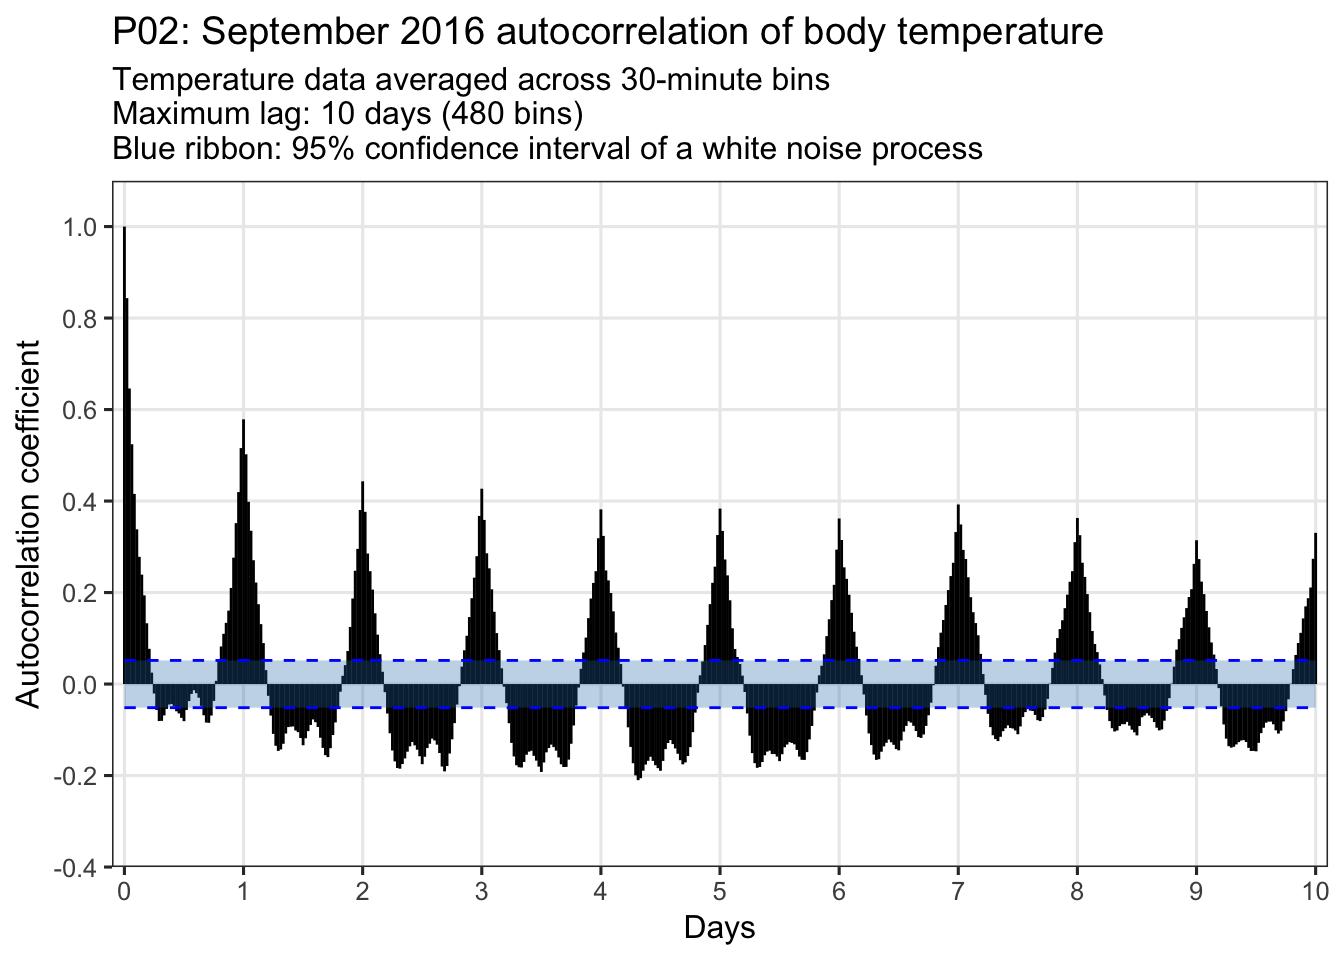 P02: September 2016 autocorrelation of body temperature
Temperature data averaged across 30-minute bins
Maximum lag: 10 days (480 bins)
Blue ribbon: 95% confidence interval of a white noise process
Autocorrelation coefficient
1.0
0.8
0.6
0.4
0.2
0.0
-0.2
-0.4
0 1 2 3 4 5 6 7 8 9 10
Days